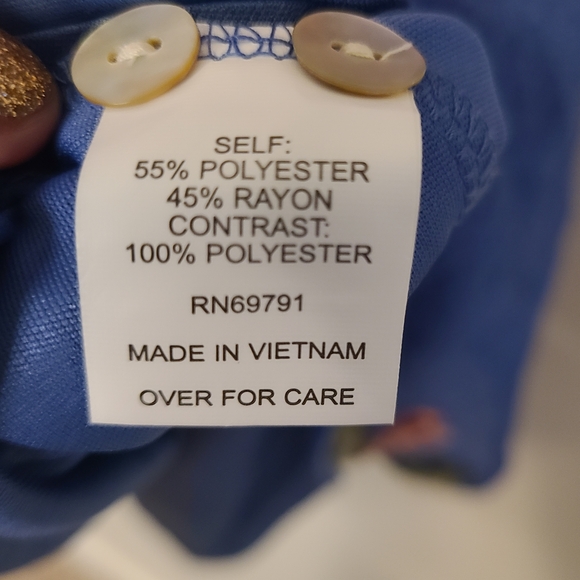 SELF:
55% POLYESTER
45% RAYON
CONTRAST:
100% POLYESTER
RN69791
MADE IN VIETNAM
OVER FOR CARE